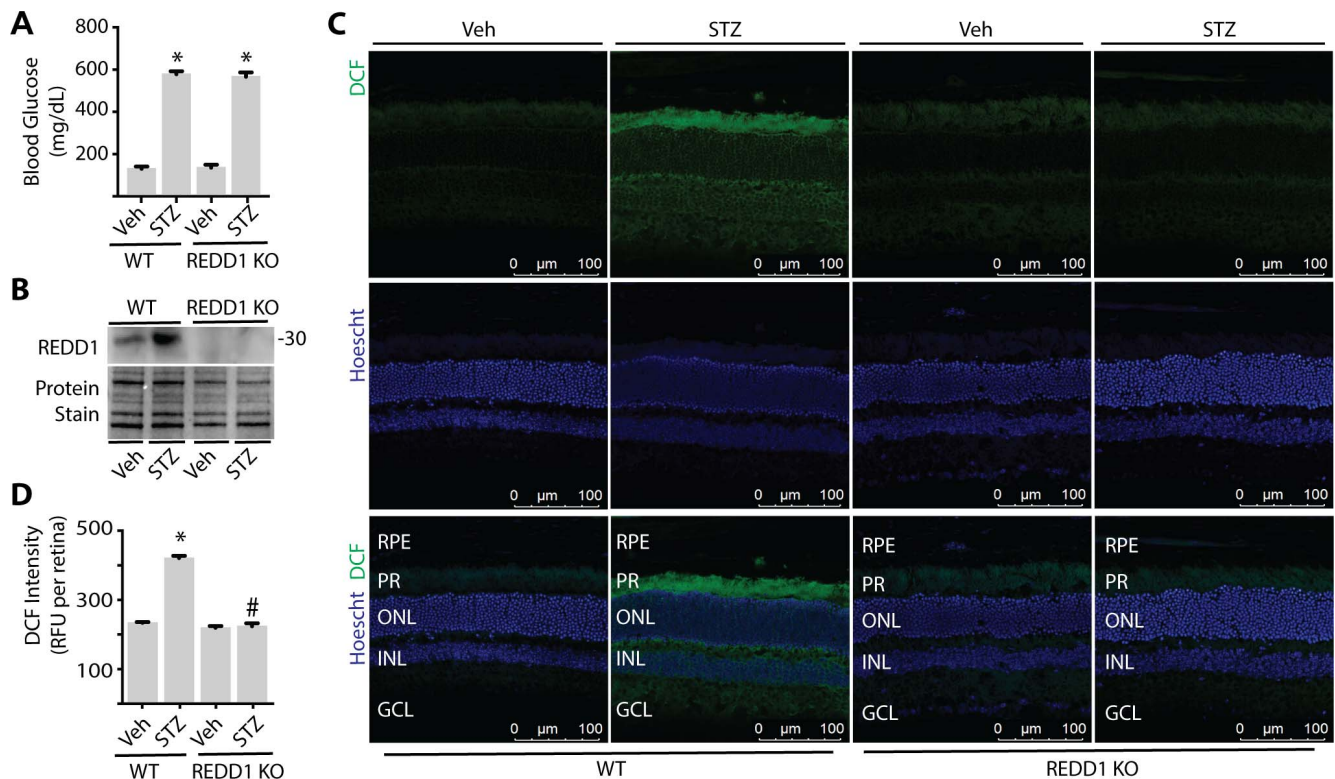 A
Blood Glucose
(mg/dL)
800
600
400
200
* *
Veh STZ Veh STZ
WT REDD1 KO
B
WT REDD1 KO
REDD1 -30
Protein
Stain
Veh STZ Veh STZ
D
DCF Intensity
(RFU per retina)
500
300
100
* #
Veh STZ Veh STZ
WT REDD1 KO
C
Veh STZ Veh STZ
DCF
0 µm 100 0 µm 100 0 µm 100 0 µm 100
Hoescht
0 µm 100 0 µm 100 0 µm 100 0 µm 100
Hoescht DCF
RPE RPE RPE RPE
PR PR PR PR
ONL ONL ONL ONL
INL INL INL INL
GCL GCL GCL GCL
0 µm 100 0 µm 100 0 µm 100 0 µm 100
WT REDD1 KO